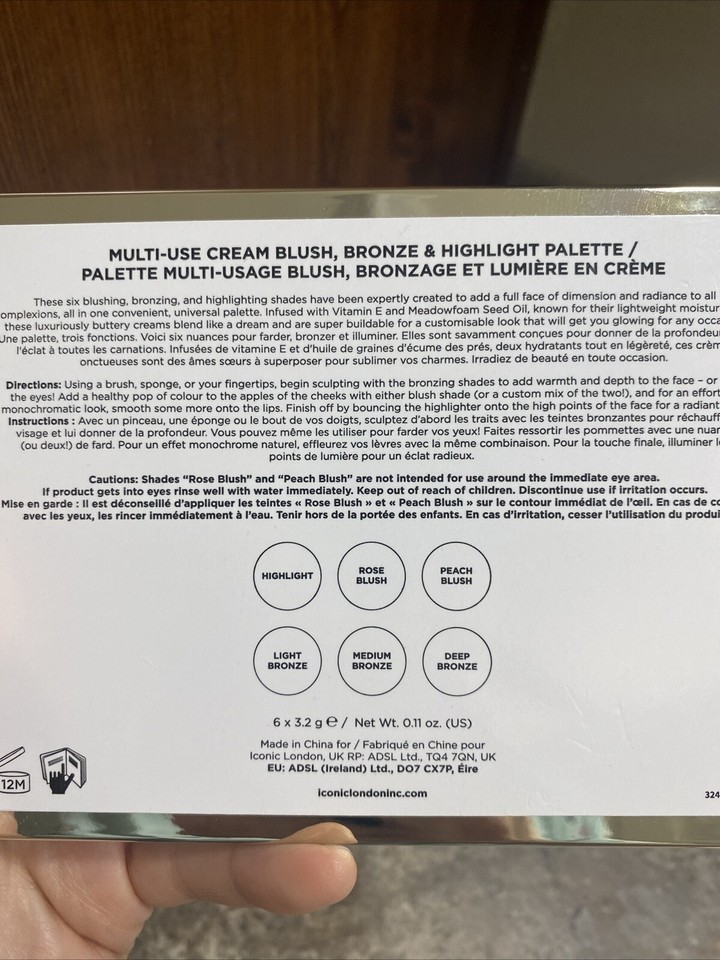 MULTI-USE CREAM BLUSH, BRONZE & HIGHLIGHT PALETTE /
PALETTE MULTI-USAGE BLUSH, BRONZAGE ET LUMIÈRE EN CRÈME
These six blushing, bronzing, and highlighting shades have been expertly created to add a full face of dimension and radiance to all
omplexions, all in one convenient, universal palette. Infused with Vitamin E and Meadowfoam Seed Oil, known for their lightweight moistur
these luxuriously buttery creams blend like a dream and are super buildable for a customisable look that will get you glowing for any occa
Une palette, trois fonctions. Voici six nuances pour farder, bronzer et illuminer. Elles sont savamment conçues pour donner de la profondeur
l'éclat à toutes les carnations. Infusées de vitamine E et d'huile de graines d'écume des prés, deux hydratants tout en légèreté, ces crèm
onctueuses sont des âmes sœurs à superposer pour sublimer vos charmes. Irradiez de beauté en toute occasion.
Directions: Using a brush, sponge, or your fingertips, begin sculpting with the bronzing shades to add warmth and depth to the face – or
the eyes! Add a healthy pop of colour to the apples of the cheeks with either blush shade (or a custom mix of the two!), and for an effort
monochromatic look, smooth some more onto the lips. Finish off by bouncing the highlighter onto the high points of the face for a radiant
Instructions : Avec un pinceau, une éponge ou le bout de vos doigts, sculptez d'abord les traits avec les teintes bronzantes pour réchauff
visage et lui donner de la profondeur. Vous pouvez même les utiliser pour farder vos yeux! Faites ressortir les pommettes avec une nuan
(ou deux!) de fard. Pour un effet monochrome naturel, effleurez vos lèvres avec la même combinaison. Pour la touche finale, illuminer l
points de lumière pour un éclat radieux.
Cautions: Shades “Rose Blush” and “Peach Blush” are not intended for use around the immediate eye area.
If product gets into eyes rinse well with water immediately. Keep out of reach of children. Discontinue use if irritation occurs.
Mise en garde : Il est déconseillé d'appliquer les teintes « Rose Blush » et « Peach Blush » sur le contour immédiat de l'œil. En cas de co
avec les yeux, les rincer immédiatement à l'eau. Tenir hors de la portée des enfants. En cas d'irritation, cesser l'utilisation du produi
HIGHLIGHT
ROSE
BLUSH
PEACH
BLUSH
LIGHT
BRONZE
MEDIUM
BRONZE
DEEP
BRONZE
6 x 3.2 g ℮ / Net Wt. 0.11 oz. (US)
Made in China for / Fabriqué en Chine pour
Iconic London, UK RP: ADSL Ltd., TQ4 7QN, UK
EU: ADSL (Ireland) Ltd., DO7 CX7P, Éire
iconiclondoninc.com
12M
324